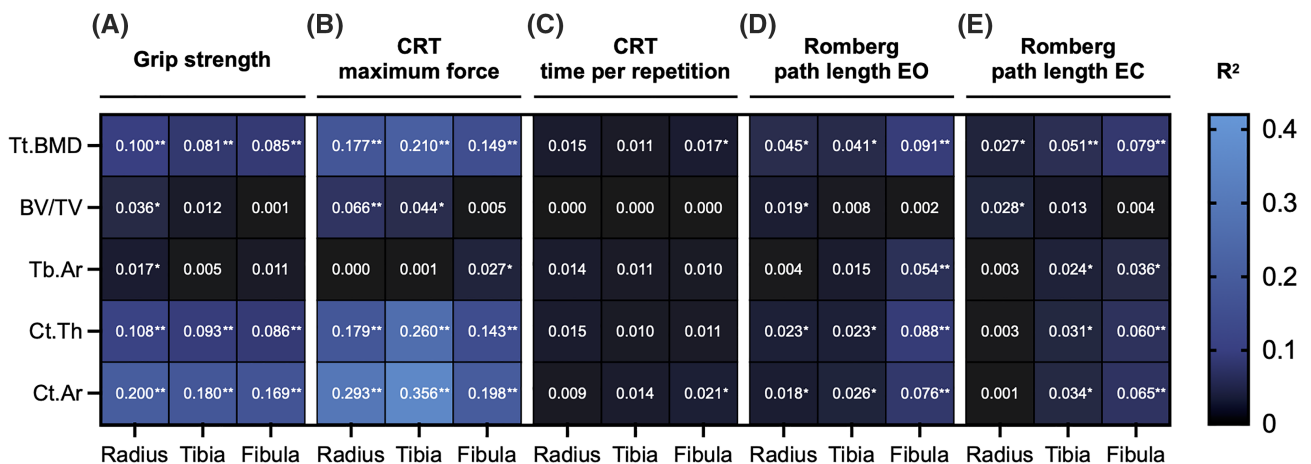 (A) (B) (C) (D) (E)
Grip strength
CRT
maximum force
CRT
time per repetition
Romberg
path length EO
Romberg
path length EC
R²
Tt.BMD 0.100** 0.081** 0.085** 0.177** 0.210** 0.149** 0.015 0.011 0.017* 0.045* 0.041* 0.091** 0.027* 0.051** 0.079**
BV/TV 0.036* 0.012 0.001 0.066** 0.044* 0.005 0.000 0.000 0.000 0.019* 0.008 0.002 0.028* 0.013 0.004
Tb.Ar 0.017* 0.005 0.011 0.000 0.001 0.027* 0.014 0.011 0.010 0.004 0.015 0.054** 0.003 0.024* 0.036*
Ct.Th 0.108** 0.093** 0.086** 0.179** 0.260** 0.143** 0.015 0.010 0.011 0.023* 0.023* 0.088** 0.003 0.031* 0.060**
Ct.Ar 0.200** 0.180** 0.169** 0.293** 0.356** 0.198** 0.009 0.014 0.021* 0.018* 0.026* 0.076** 0.001 0.034* 0.065**
Radius Tibia Fibula Radius Tibia Fibula Radius Tibia Fibula Radius Tibia Fibula Radius Tibia Fibula
0.4
0.3
0.2
0.1
0